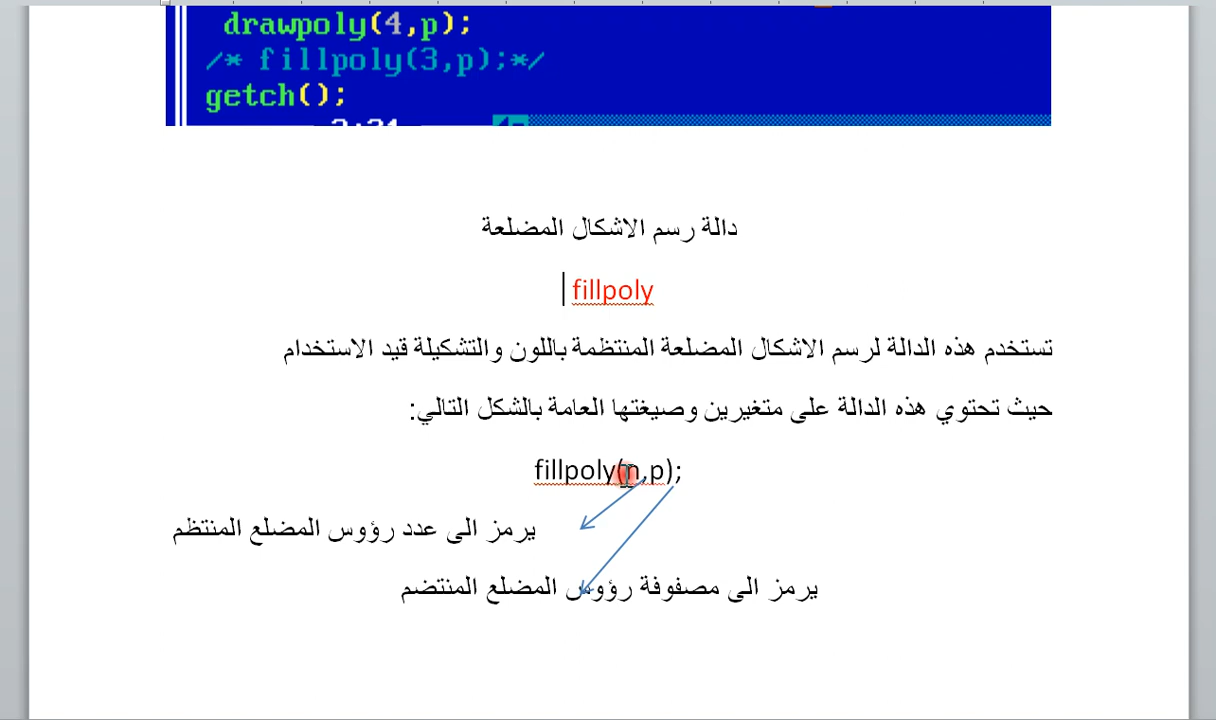 drawpoly(4,p);
/* fillpoly(3,p);*/
getch();
دالة رسم الاشكال المضلعة
fillpoly
تستخدم هذه الدالة لرسم الاشكال المضلعة المنتظمة باللون والتشكيلة قيد الاستخدام
حيث تحتوي هذه الدالة على متغيرين وصيغتها العامة بالشكل التالي:
fillpoly(n,p);
يرمز الى عدد رؤوس المضلع المنتظم
يرمز الى مصفوفة رؤوس المضلع المنتضم